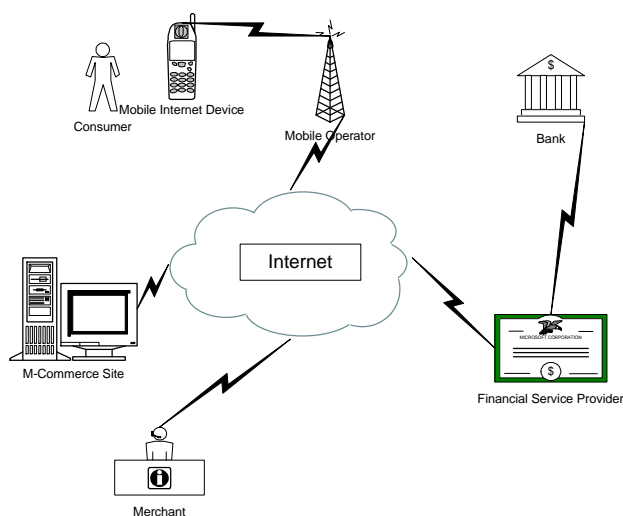 Mobile Internet Device
Consumer
Mobile Operator
$
Bank
Internet
M-Commerce Site
MICROSOFT CORPORATION
$
Financial Service Provider
i
Merchant